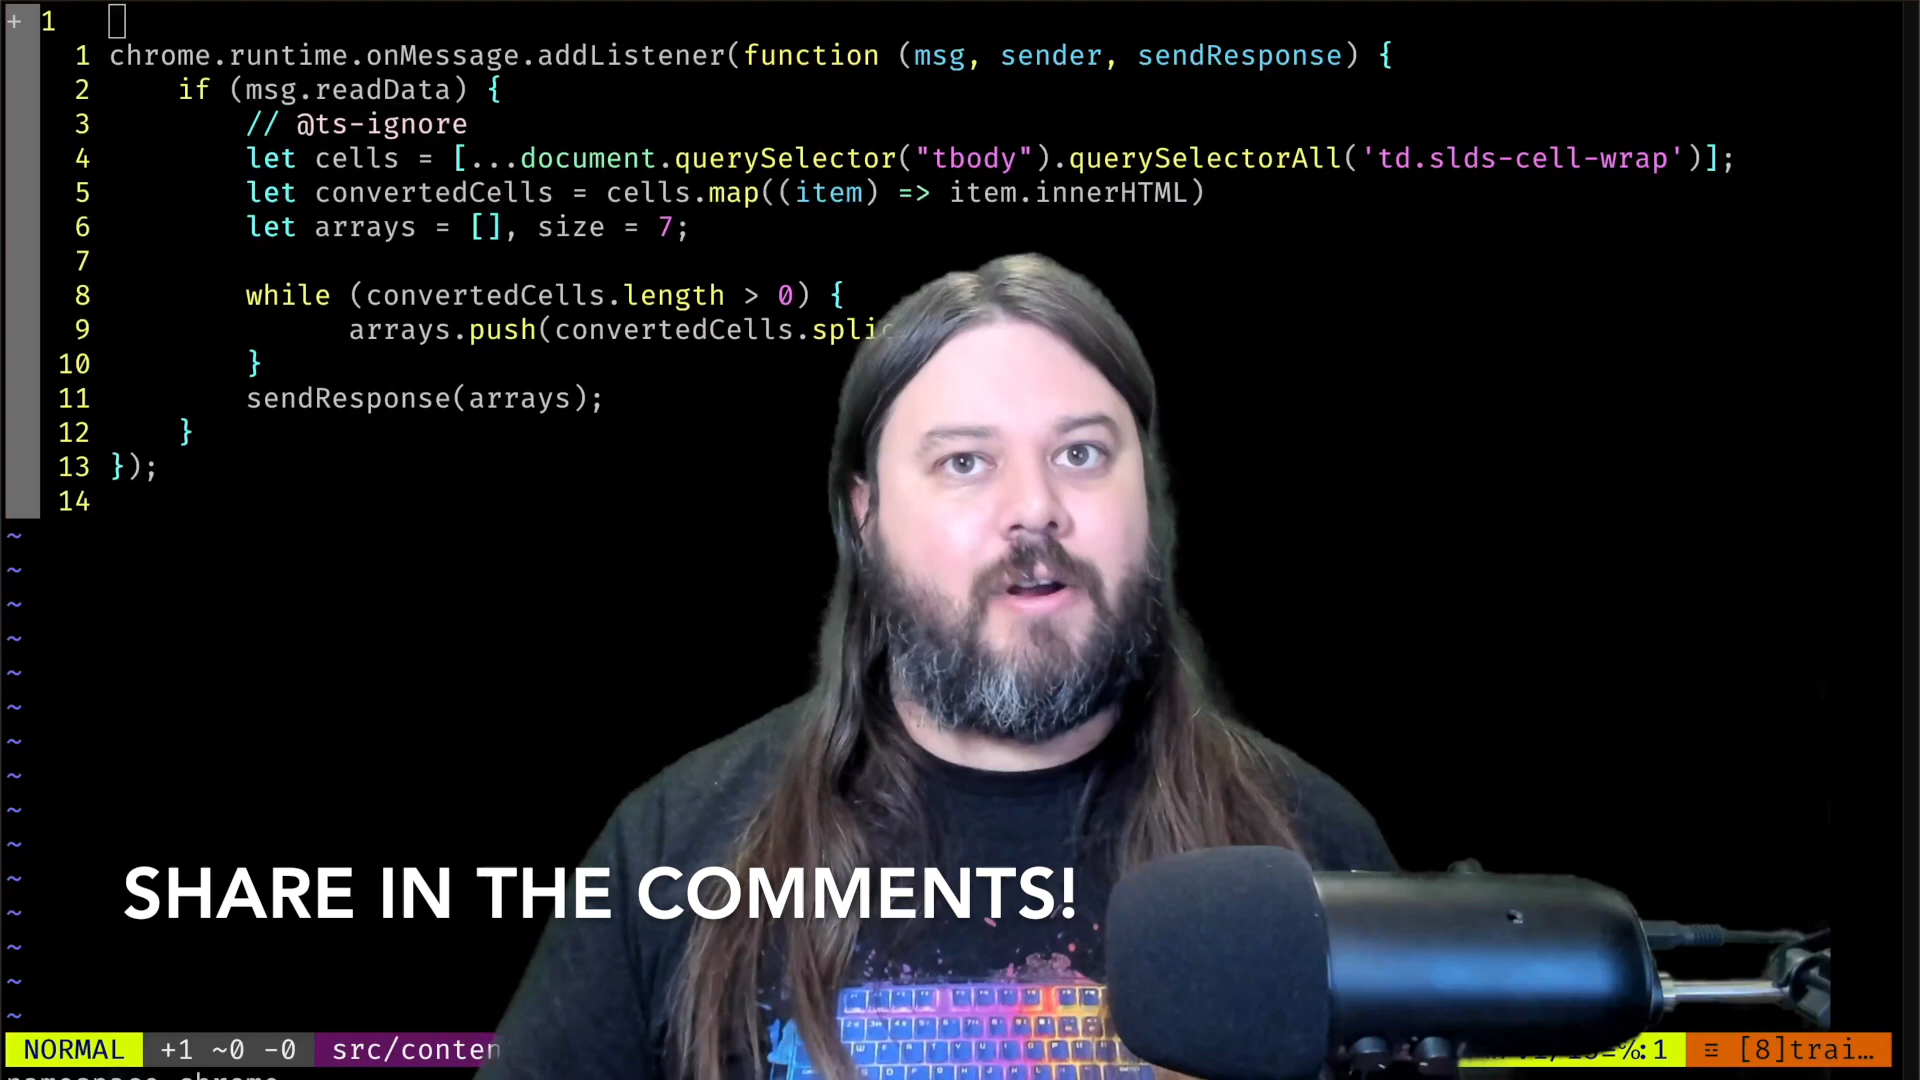 + 1
1 chrome.runtime.onMessage.addListener(function (msg, sender, sendResponse) {
2 if (msg.readData) {
3 // @ts-ignore
4 let cells = [...document.querySelector("tbody").querySelectorAll('td.slds-cell-wrap')];
5 let convertedCells = cells.map((item) => item.innerHTML)
6 let arrays = [], size = 7;
7
8 while (convertedCells.length > 0) {
9 arrays.push(convertedCells.splic
10 }
11 sendResponse(arrays);
12 }
13 });
14
~
~
~
~
~
~
~
~
~
~
SHARE IN THE COMMENTS!
~
~
~
~
~
NORMAL +1 ~0 -0 src/conten %:1 ☲ [8]trai…